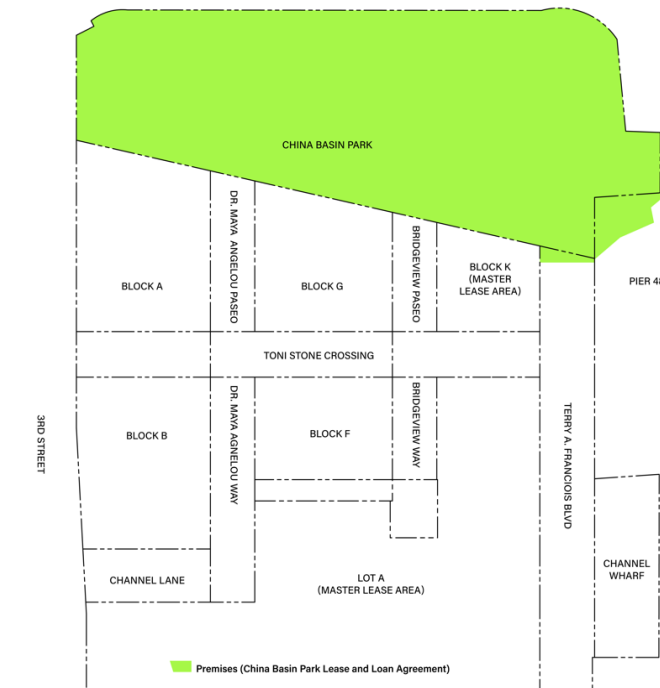 CHINA BASIN PARK
DR. MAYA ANGELOU PASEO
BRIDGEVIEW PASEO
BLOCK K
(MASTER
LEASE AREA)
BLOCK A
BLOCK G
PIER 48
TONI STONE CROSSING
3RD STREET
BLOCK B
DR. MAYA AGNELOU WAY
BLOCK F
BRIDGEVIEW WAY
TERRY A. FRANCIOIS BLVD
CHANNEL LANE
LOT A
(MASTER LEASE AREA)
CHANNEL
WHARF
Premises (China Basin Park Lease and Loan Agreement)